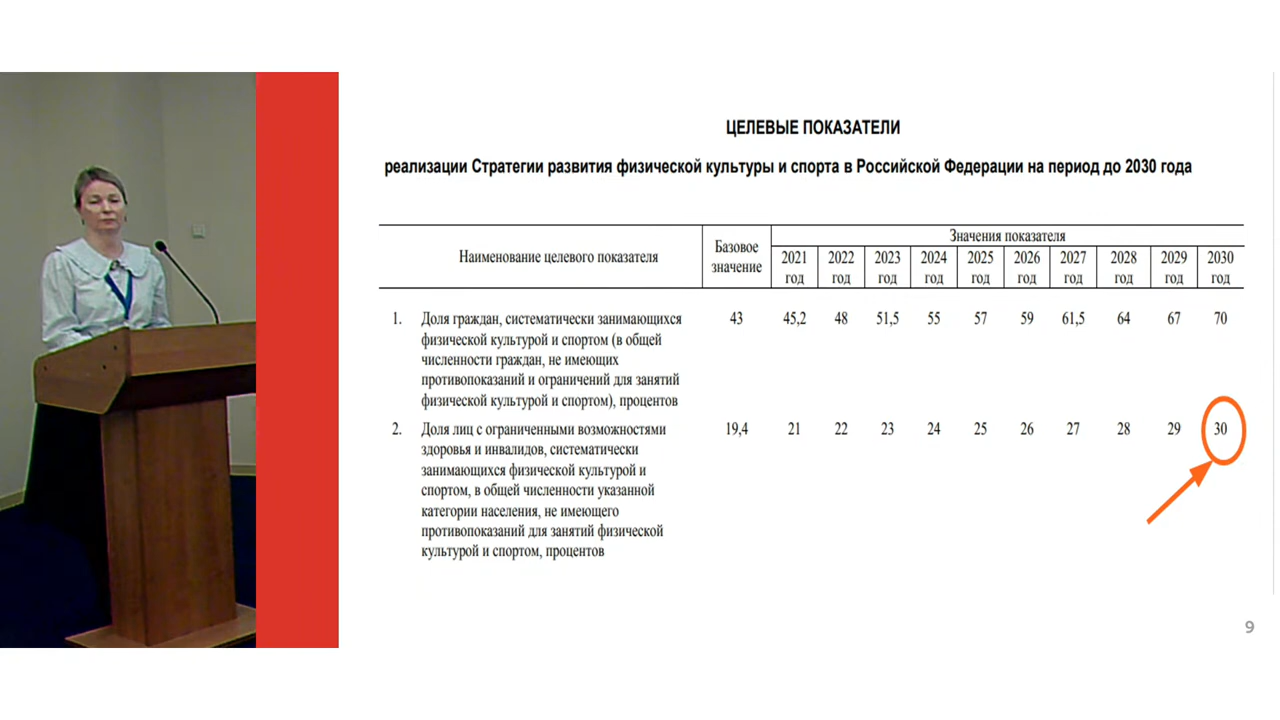 ЦЕЛЕВЫЕ ПОКАЗАТЕЛИ
реализации Стратегии развития физической культуры и спорта в Российской Федерации на период до 2030 года
Наименование целевого показателя
Базовое
значение
Значения показателя
2021 2022 2023 2024 2025 2026 2027 2028 2029 2030
год год год год год год год год год год
1. Доля граждан, систематически занимающихся 43 45,2 48 51,5 55 57 59 61,5 64 67 70
физической культурой и спортом (в общей
численности граждан, не имеющих
противопоказаний и ограничений для занятий
физической культурой и спортом), процентов
2. Доля лиц с ограниченными возможностями 19,4 21 22 23 24 25 26 27 28 29 30
здоровья и инвалидов, систематически
занимающихся физической культурой и
спортом, в общей численности указанной
категории населения, не имеющего
противопоказаний для занятий физической
культурой и спортом, процентов
9